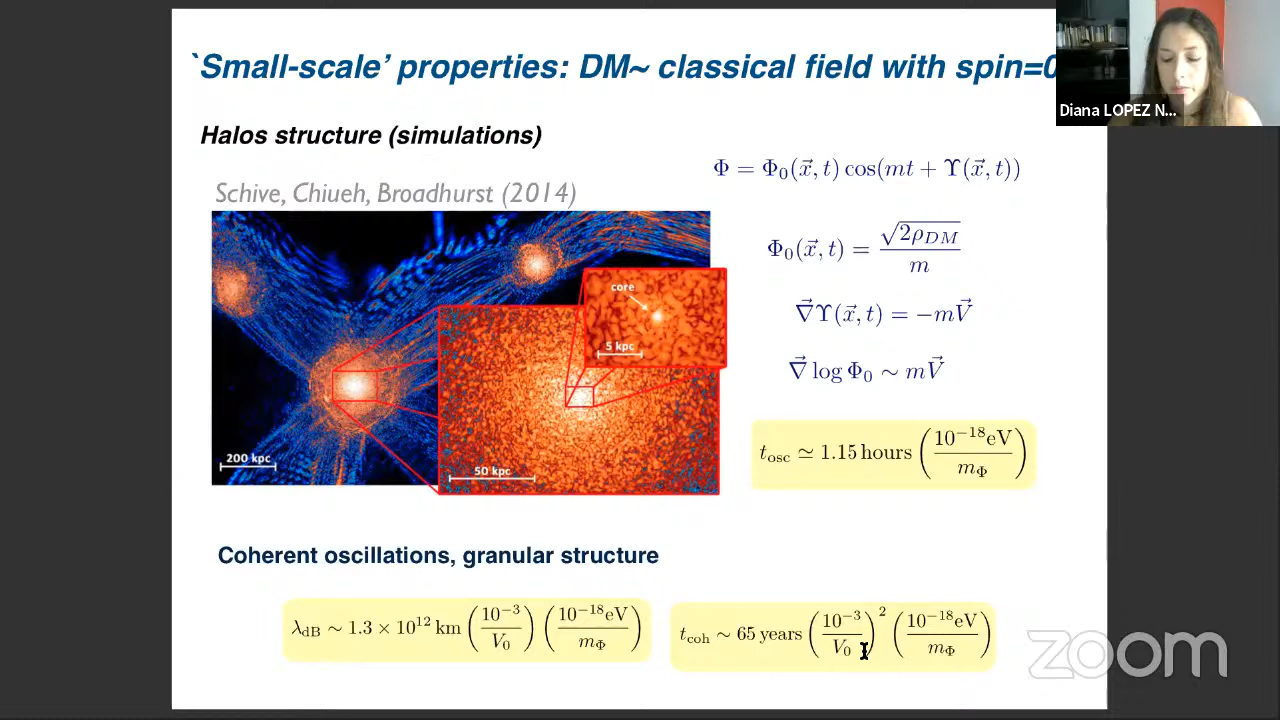 `Small-scale' properties: DM~ classical field with spin=0
Diana LOPEZ N...
Halos structure (simulations)
Schive, Chiueh, Broadhurst (2014)
Φ = Φ₀(x⃗, t) cos(mt + ϒ(x⃗, t))
Φ₀(x⃗, t) = √2ρ_DM / m
∇⃗ϒ(x⃗, t) = −mV⃗
∇⃗ log Φ₀ ∼ mV⃗
core
5 kpc
200 kpc
50 kpc
t_osc ≃ 1.15 hours (10⁻¹⁸eV / m_Φ)
Coherent oscillations, granular structure
λ_dB ∼ 1.3 × 10¹² km (10⁻³ / V₀) (10⁻¹⁸eV / m_Φ)
t_coh ∼ 65 years (10⁻³ / V₀)² (10⁻¹⁸eV / m_Φ)
zoom